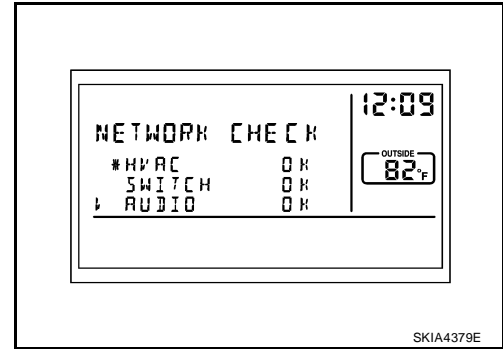 12:09
NETWORK CHECK
OUTSIDE
82°F
*HVAC OK
SWITCH OK
AUDIO OK
SKIA4379E